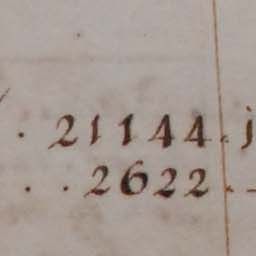 . 21144. j
. . 2622. -